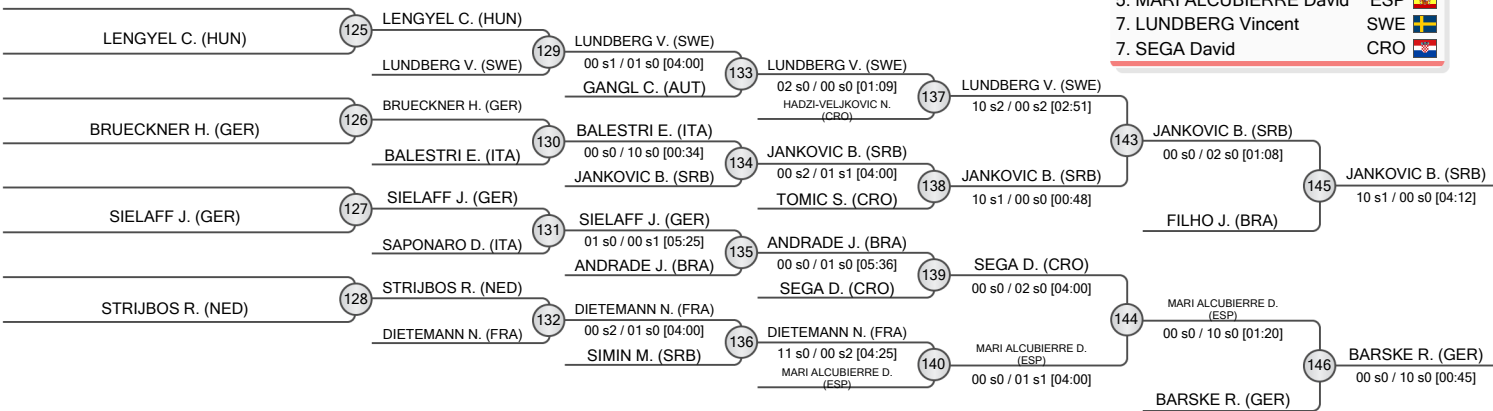 5. MARI ALCUBIERRE David ESP
7. LUNDBERG Vincent SWE
7. SEGA David CRO
LENGYEL C. (HUN)
BRUECKNER H. (GER)
SIELAFF J. (GER)
STRIJBOS R. (NED)
125
126
127
128
LENGYEL C. (HUN)
LUNDBERG V. (SWE)
BRUECKNER H. (GER)
BALESTRI E. (ITA)
SIELAFF J. (GER)
SAPONARO D. (ITA)
STRIJBOS R. (NED)
DIETEMANN N. (FRA)
129
130
131
132
LUNDBERG V. (SWE)
00 s1 / 01 s0 [04:00]
GANGL C. (AUT)
BALESTRI E. (ITA)
00 s0 / 10 s0 [00:34]
JANKOVIC B. (SRB)
SIELAFF J. (GER)
01 s0 / 00 s1 [05:25]
ANDRADE J. (BRA)
DIETEMANN N. (FRA)
00 s2 / 01 s0 [04:00]
SIMIN M. (SRB)
133
134
135
136
LUNDBERG V. (SWE)
02 s0 / 00 s0 [01:09]
HADZI-VELJKOVIC N.
(CRO)
JANKOVIC B. (SRB)
00 s2 / 01 s1 [04:00]
TOMIC S. (CRO)
ANDRADE J. (BRA)
00 s0 / 01 s0 [05:36]
SEGA D. (CRO)
DIETEMANN N. (FRA)
11 s0 / 00 s2 [04:25]
MARI ALCUBIERRE D.
(ESP)
137
138
139
140
LUNDBERG V. (SWE)
10 s2 / 00 s2 [02:51]
JANKOVIC B. (SRB)
10 s1 / 00 s0 [00:48]
SEGA D. (CRO)
00 s0 / 02 s0 [04:00]
MARI ALCUBIERRE D.
(ESP)
00 s0 / 01 s1 [04:00]
143
144
JANKOVIC B. (SRB)
00 s0 / 02 s0 [01:08]
FILHO J. (BRA)
MARI ALCUBIERRE D.
(ESP)
00 s0 / 10 s0 [01:20]
BARSKE R. (GER)
145
146
JANKOVIC B. (SRB)
10 s1 / 00 s0 [04:12]
BARSKE R. (GER)
00 s0 / 10 s0 [00:45]